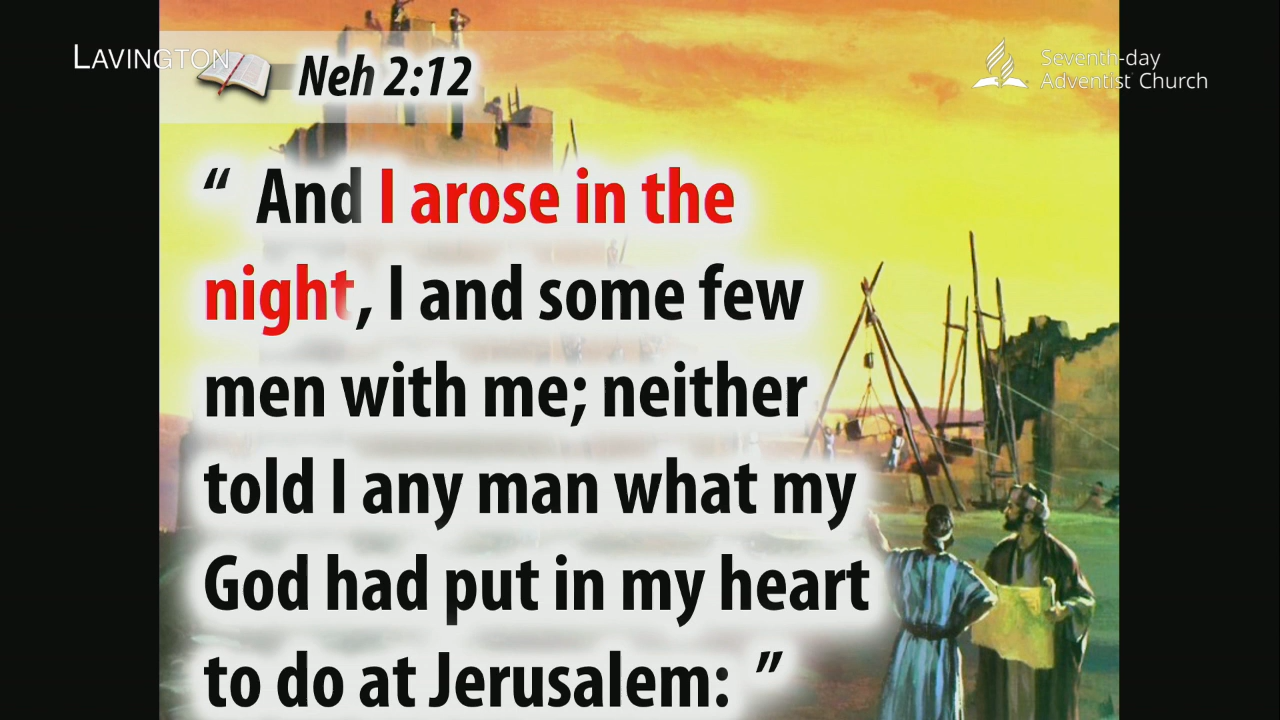 LAVINGTON
Seventh-day
Adventist Church
Neh 2:12
“ And I arose in the
night, I and some few
men with me; neither
told I any man what my
God had put in my heart
to do at Jerusalem: ”